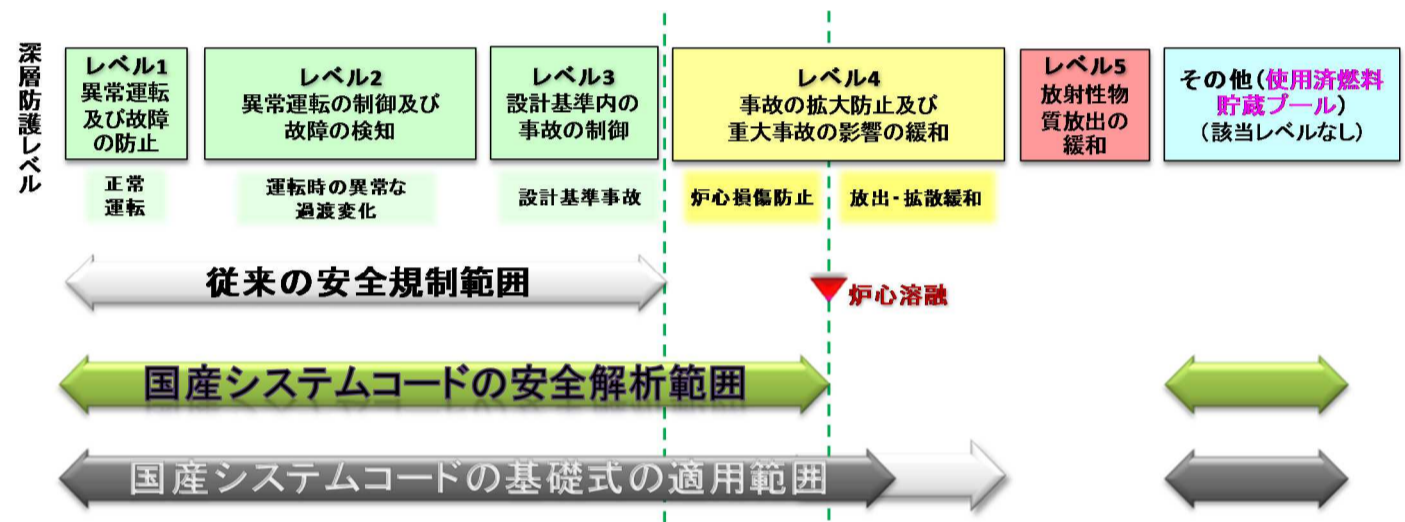 深層防護レベル
レベル1
異常運転
及び故障
の防止
レベル2
異常運転の制御及び
故障の検知
レベル3
設計基準内の
事故の制御
レベル4
事故の拡大防止及び
重大事故の影響の緩和
レベル5
放射性物
質放出の
緩和
その他(使用済燃料
貯蔵プール)
(該当レベルなし)
正常
運転
運転時の異常な
過渡変化
設計基準事故
炉心損傷防止
放出・拡散緩和
従来の安全規制範囲
炉心溶融
国産システムコードの安全解析範囲
国産システムコードの基礎式の適用範囲